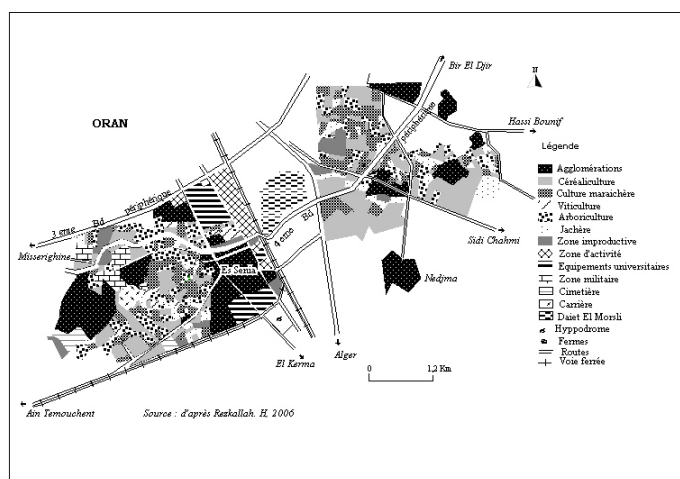 Bir El Djir
N
ORAN
périphérique
Hassi Bounif
Légende
Agglomérations
Céréaliculture
Culture maraichère
Viticulture
Arboriculture
Jachère
Zone improductive
Zone d'activité
Equipements universitaires
Zone militaire
Cimetière
Carrière
Daiet El Morsli
Hyppodrome
Fermes
Routes
Voie ferrée
3 eme Bd périphérique
4 eme Bd
Sidi Chahmi
Misserighine
Es Senia
Nedjma
El Kerma
Alger
0 1,2 Km
Ain Temouchent
Source : d'après Rezkallah. H, 2006